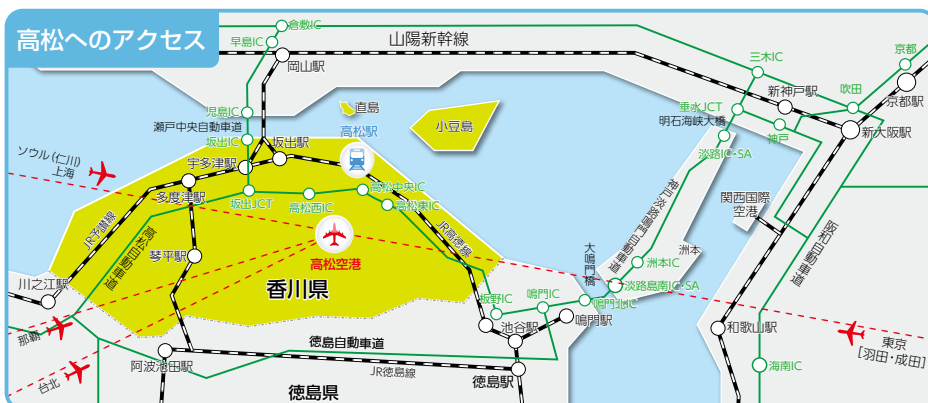 高松へのアクセス
倉敷IC
早島IC
山陽新幹線
岡山駅
三木IC
京都
新神戸駅
吹田
京都駅
児島IC
直島
小豆島
垂水JCT
明石海峡大橋
神戸
新大阪駅
瀬戸中央自動車道
坂出IC
坂出駅
高松駅
淡路IC・SA
ソウル(仁川)
上海
宇多津駅
多度津駅
坂出JCT
高松西IC
高松中央IC
高松東IC
神戸淡路鳴門自動車道
関西国際
空港
JR予讃線
高松自動車道
琴平駅
高松空港
JR高徳線
大鳴門橋
洲本
洲本IC
阪和自動車道
川之江駅
香川県
板野IC
鳴門IC
淡路島南IC・SA
鳴門北IC
那覇
池谷駅
鳴門駅
和歌山駅
東京
[羽田・成田]
徳島自動車道
阿波池田駅
JR徳島線
徳島駅
海南IC
台北
徳島県